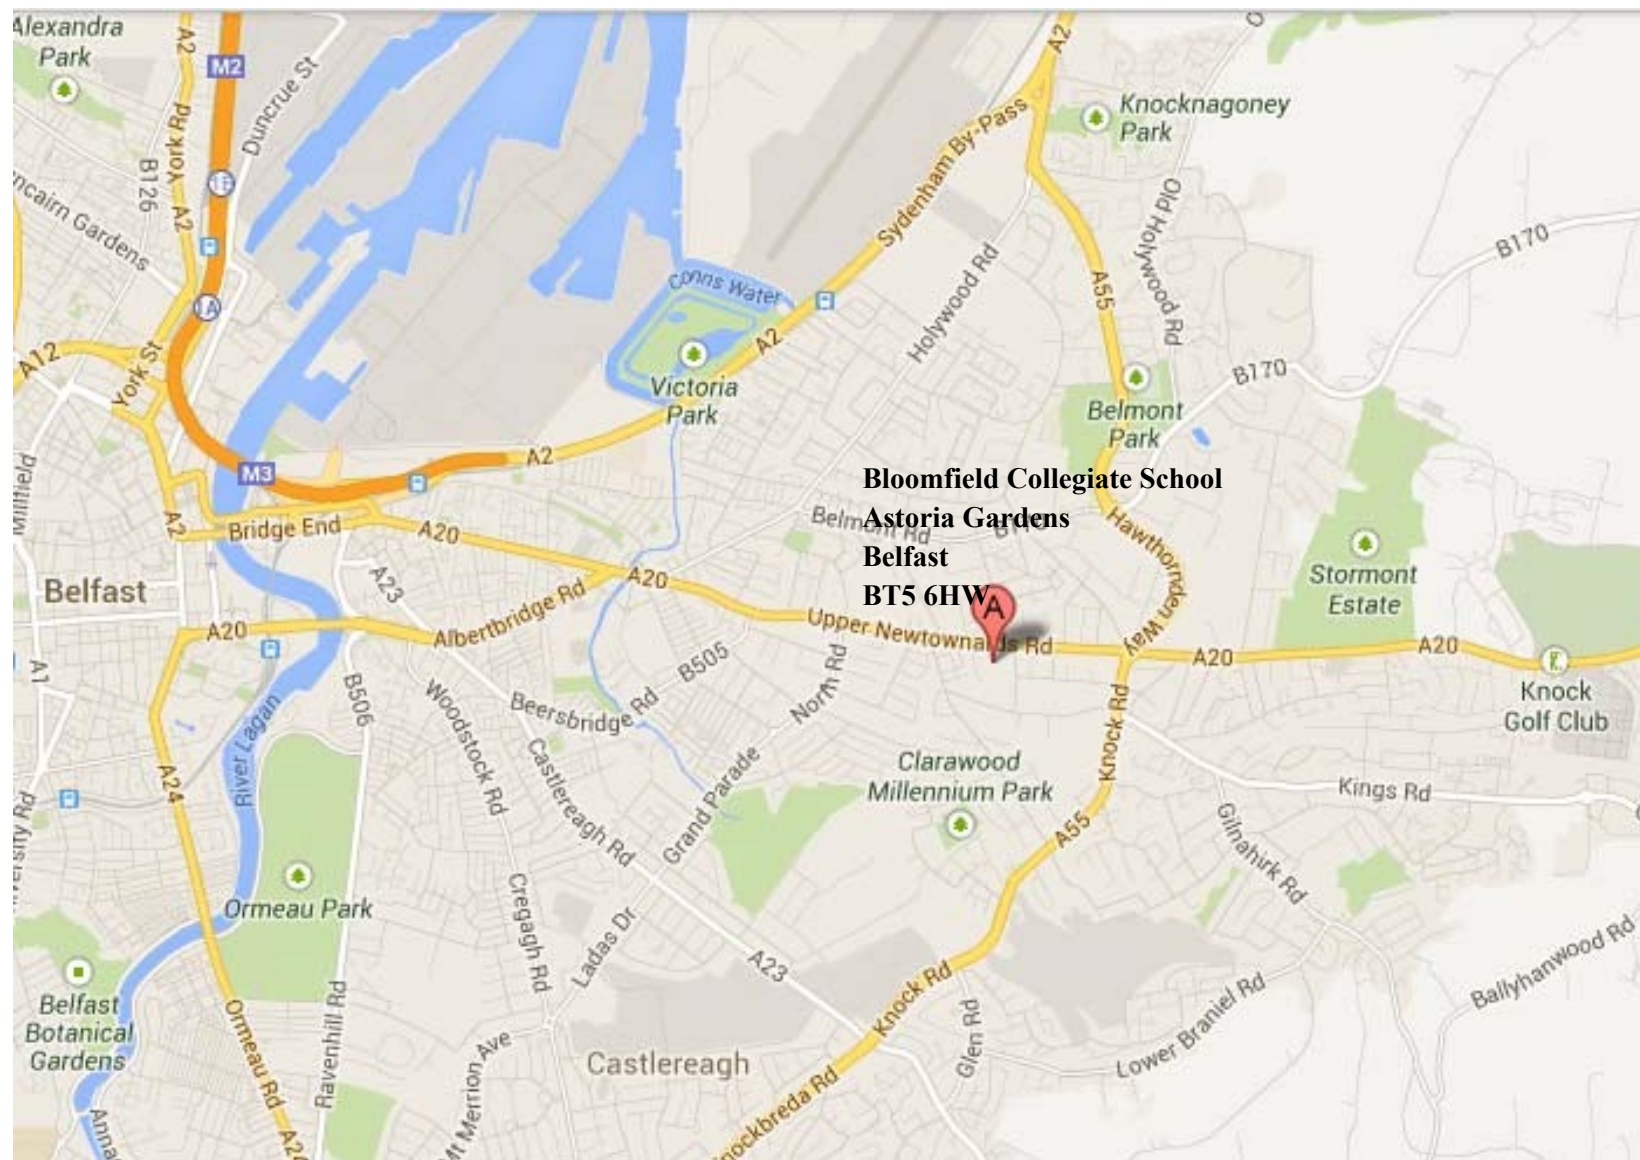 Alexandra
Park
A2
M2
Duncrue St
A2
Knocknagoney
Park
York Rd
B126
1B
Sydenham By-Pass
Old Holywood Rd
B170
A2
Gardens
1A
Conns Water
Holywood Rd
A55
A12
York St
A2
Victoria
Park
B170
Belmont
Park
M3
A2
Bloomfield Collegiate School
Astoria Gardens
Belfast
BT5 6HW
Belmont Rd
Hawthornden Way
Millfield
A2
Bridge End
A20
A23
A20
Stormont
Estate
Belfast
A20
Albertbridge Rd
Upper Newtownards Rd
A
A20
A20
A1
B506
Woodstock Rd
Beersbridge Rd
B505
North Rd
Knock Rd
Knock
Golf Club
River Lagan
A24
Castlereagh Rd
Grand Parade
Clarawood
Millennium Park
Kings Rd
A55
Gilnahirk Rd
Ormeau Park
Cregagh Rd
Ladas Dr
A23
Knock Rd
Ballyhanwood Rd
Belfast
Botanical
Gardens
Ormeau Rd
Ravenhill Rd
Mt Merrion Ave
Castlereagh
Glen Rd
Lower Braniel Rd
A24